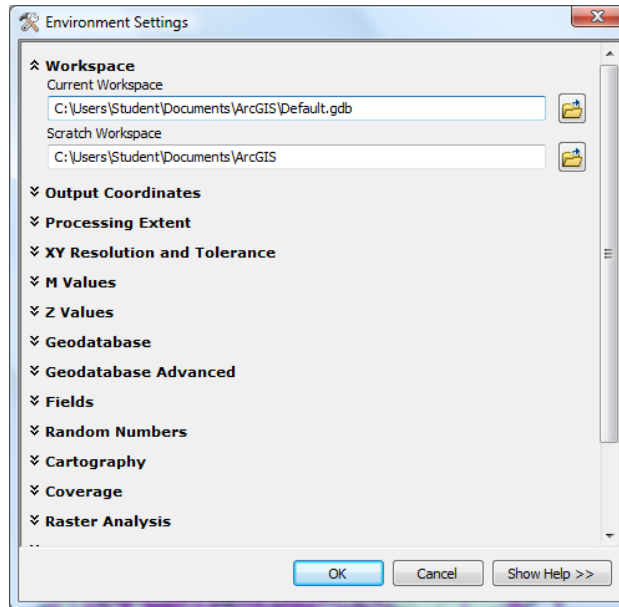 Environment Settings
Workspace
Current Workspace
C:\Users\Student\Documents\ArcGIS\Default.gdb
Scratch Workspace
C:\Users\Student\Documents\ArcGIS
Output Coordinates
Processing Extent
XY Resolution and Tolerance
M Values
Z Values
Geodatabase
Geodatabase Advanced
Fields
Random Numbers
Cartography
Coverage
Raster Analysis
OK Cancel Show Help >>